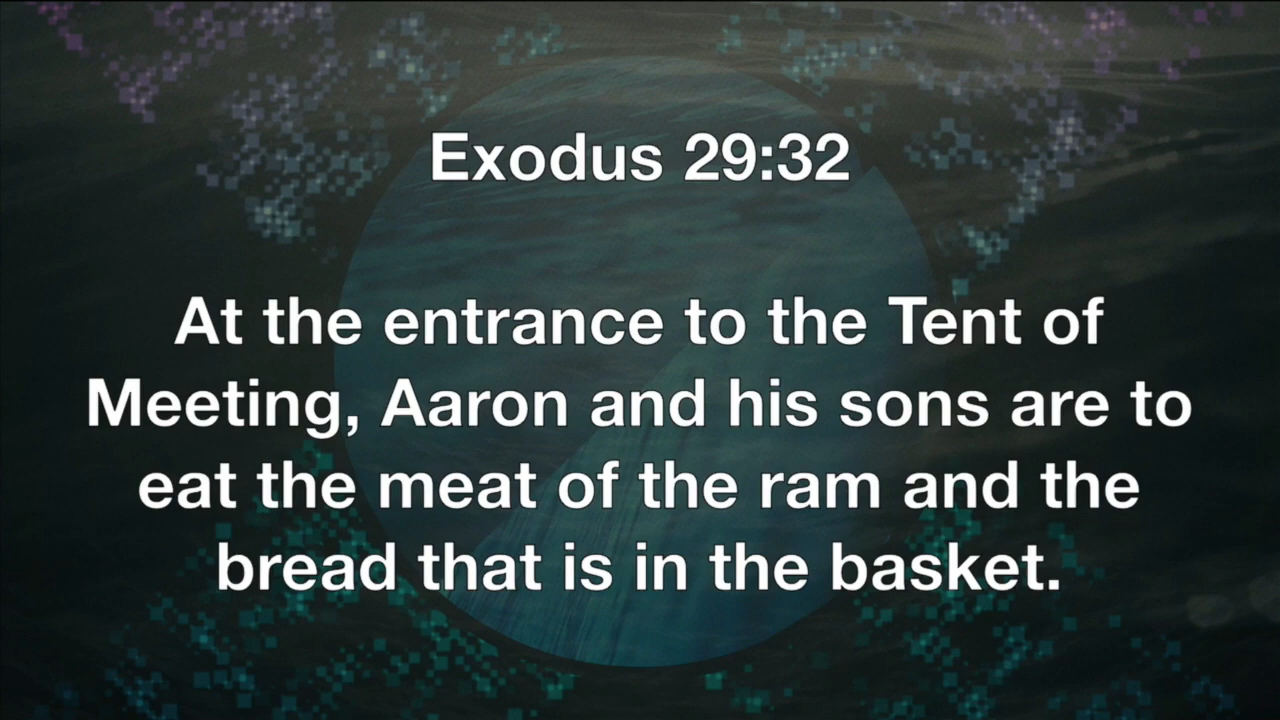 Exodus 29:32
At the entrance to the Tent of
Meeting, Aaron and his sons are to
eat the meat of the ram and the
bread that is in the basket.